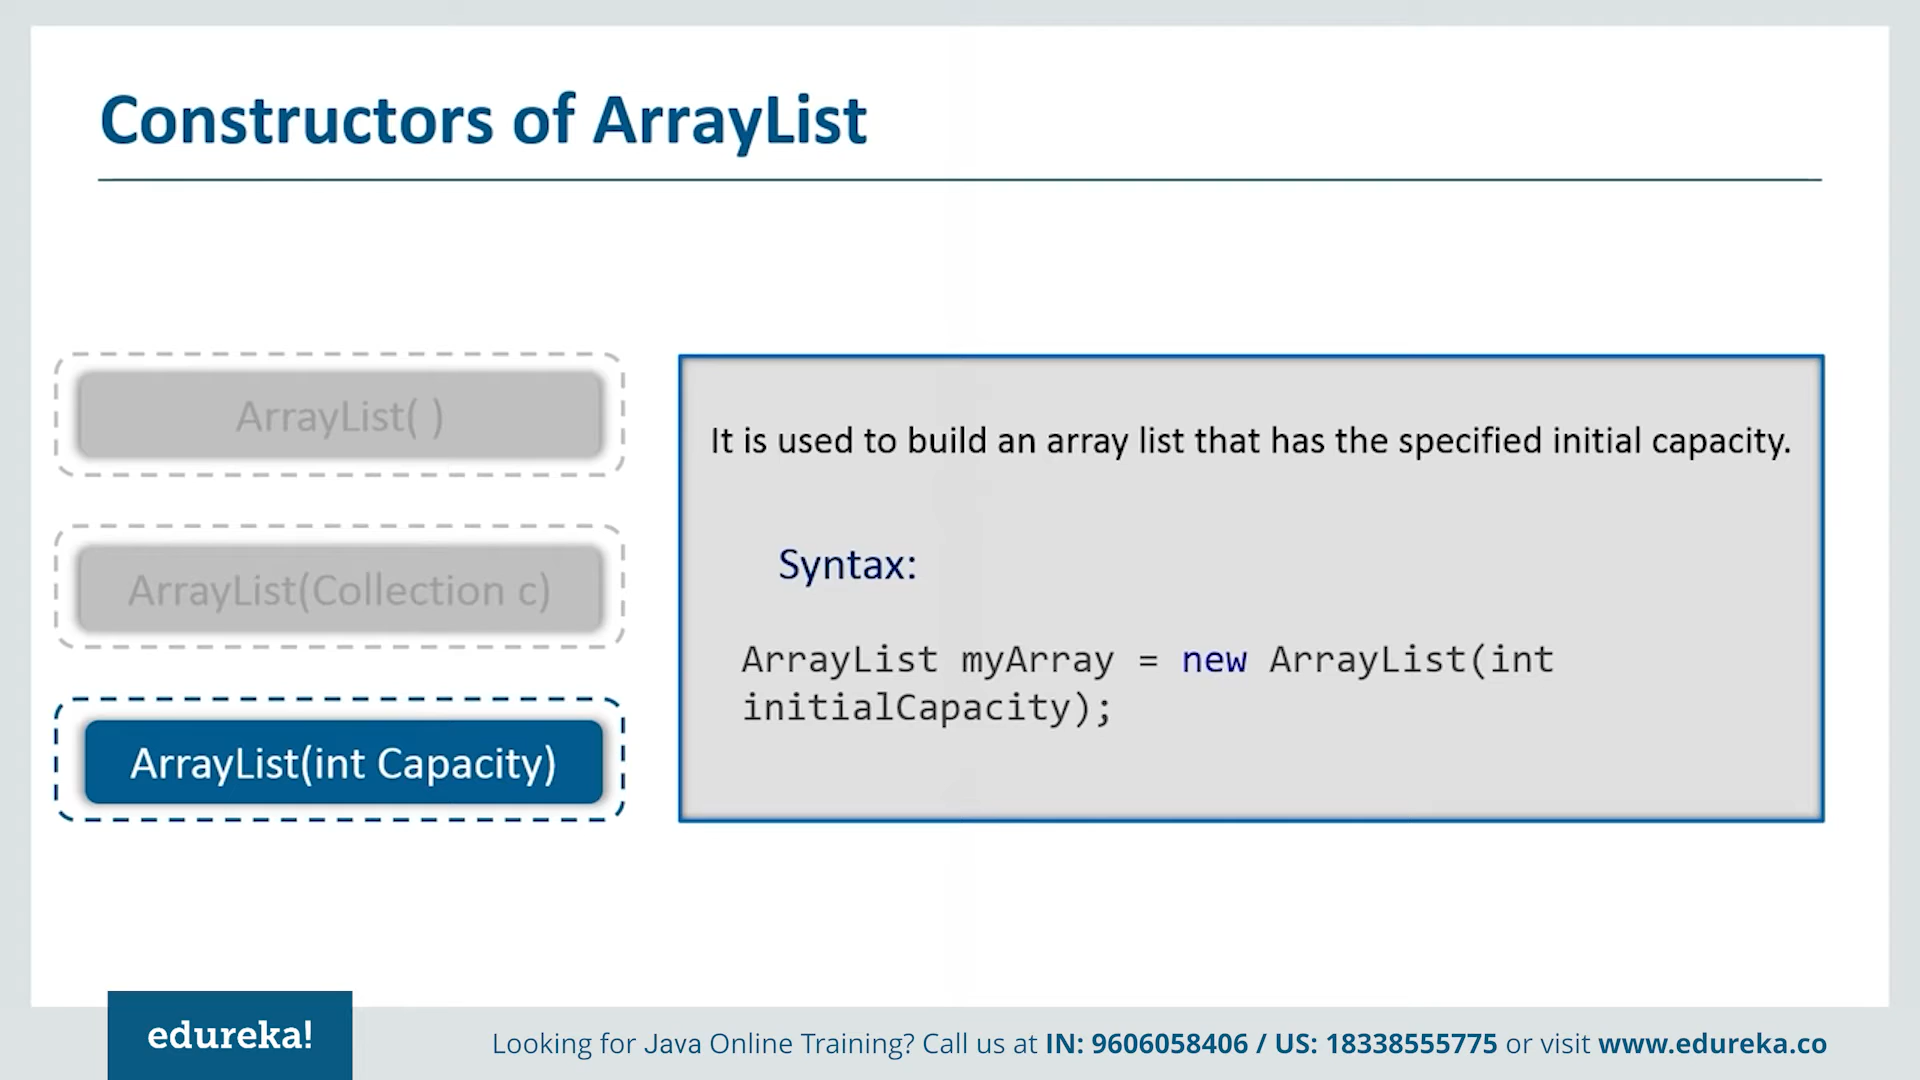 Constructors of ArrayList
ArrayList( )
ArrayList(Collection c)
ArrayList(int Capacity)
It is used to build an array list that has the specified initial capacity.
Syntax:
ArrayList myArray = new ArrayList(int
initialCapacity);
edureka!
Looking for Java Online Training? Call us at IN: 9606058406 / US: 18338555775 or visit www.edureka.co